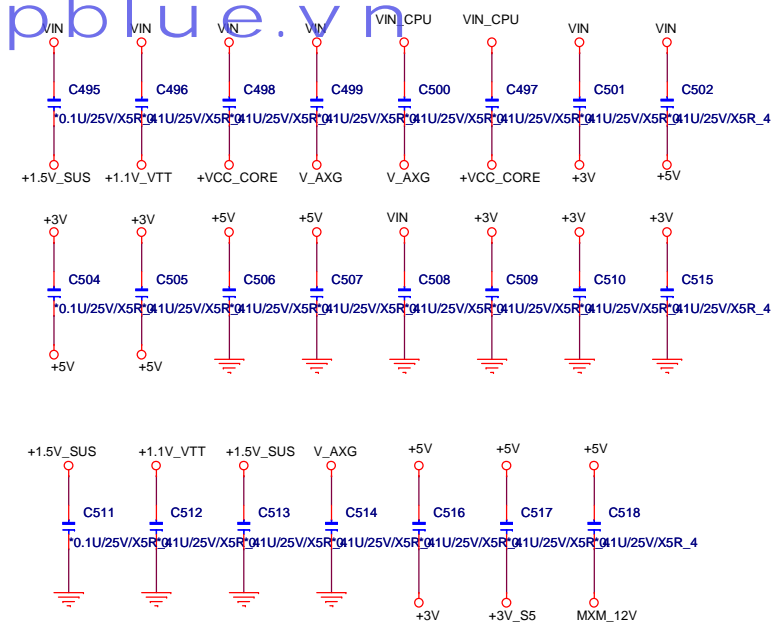 pblue.vn
VIN VIN VIN VIN VIN_CPU VIN_CPU VIN VIN
C495 C496 C498 C499 C500 C497 C501 C502
*0.1U/25V/X5R_4 *0.1U/25V/X5R_4 *0.1U/25V/X5R_4 *0.1U/25V/X5R_4 *0.1U/25V/X5R_4 *0.1U/25V/X5R_4 *0.1U/25V/X5R_4 *0.1U/25V/X5R_4
+1.5V_SUS +1.1V_VTT +VCC_CORE V_AXG V_AXG +VCC_CORE +3V +5V
+3V +3V +5V +5V VIN +3V +3V +3V
C504 C505 C506 C507 C508 C509 C510 C515
*0.1U/25V/X5R_4 *0.1U/25V/X5R_4 *0.1U/25V/X5R_4 *0.1U/25V/X5R_4 *0.1U/25V/X5R_4 *0.1U/25V/X5R_4 *0.1U/25V/X5R_4 *0.1U/25V/X5R_4
+5V +5V
+1.5V_SUS +1.1V_VTT +1.5V_SUS V_AXG +5V +5V +5V
C511 C512 C513 C514 C516 C517 C518
*0.1U/25V/X5R_4 *0.1U/25V/X5R_4 *0.1U/25V/X5R_4 *0.1U/25V/X5R_4 *0.1U/25V/X5R_4 *0.1U/25V/X5R_4 *0.1U/25V/X5R_4
+3V +3V_S5 MXM_12V